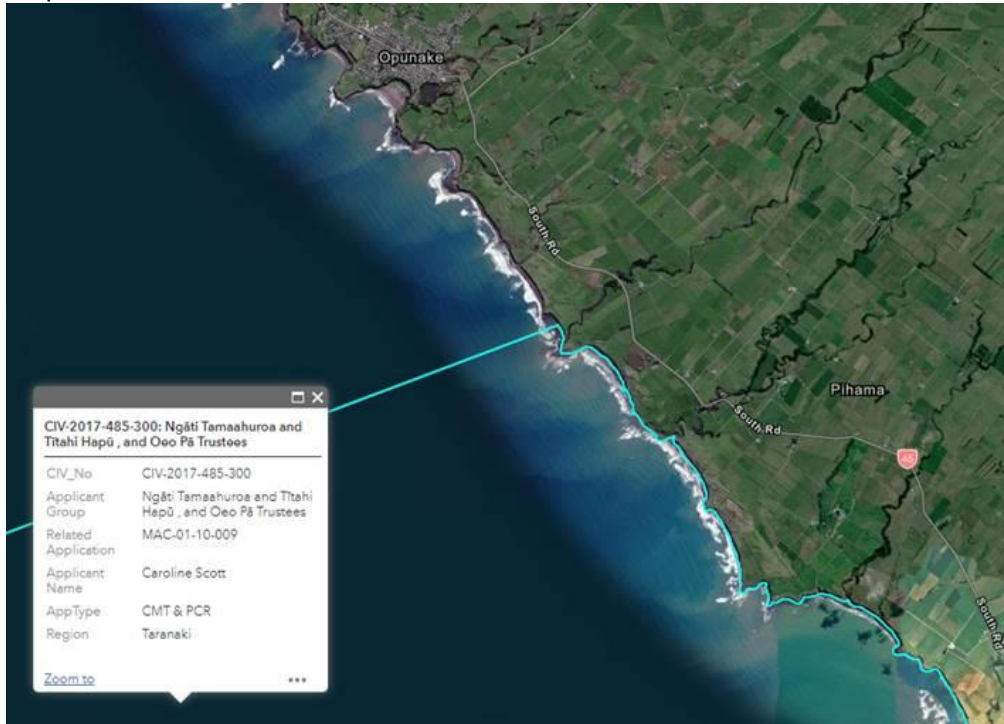 Opunake
South Rd
Pihama
South Rd
45
South Rd
CIV-2017-485-300: Ngāti Tamaahuroa and
Tītahi Hapū , and Oeo Pā Trustees
CIV_No CIV-2017-485-300
Applicant Ngāti Tamaahuroa and Tītahi
Group Hapū , and Oeo Pā Trustees
Related MAC-01-10-009
Application
Applicant Caroline Scott
Name
AppType CMT & PCR
Region Taranaki
Zoom to •••